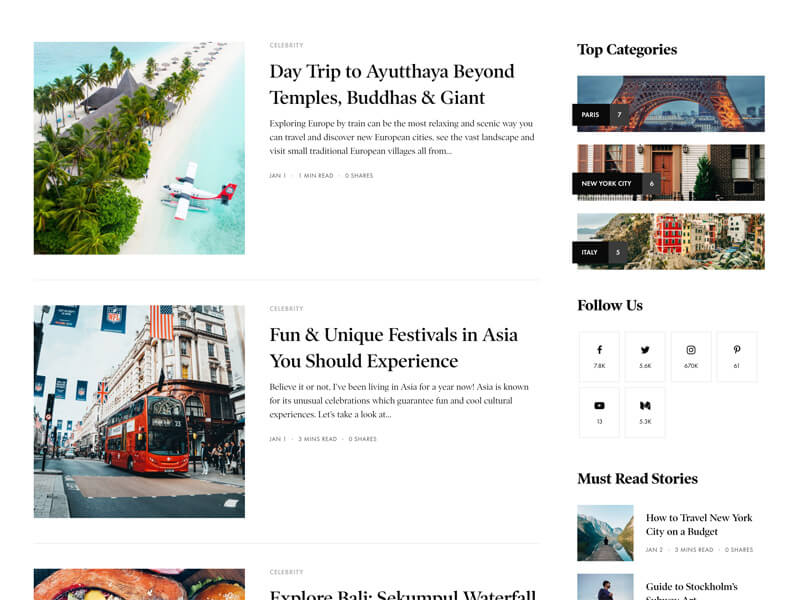 CELEBRITY
Day Trip to Ayutthaya Beyond
Temples, Buddhas & Giant
Exploring Europe by train can be the most relaxing and scenic way you
can travel and discover new European cities, see the vast landscape and
visit small traditional European villages all from...
JAN 1 · 1 MIN READ · 0 SHARES
CELEBRITY
Fun & Unique Festivals in Asia
You Should Experience
Believe it or not, I've been living in Asia for a year now! Asia is known
for its unusual celebrations which guarantee fun and cool cultural
experiences. Let's take a look at...
JAN 1 · 3 MINS READ · 0 SHARES
NFL
23
CELEBRITY
Explore Bali: Sekumpul Waterfall
Top Categories
PARIS 7
NEW YORK CITY 6
ITALY 5
Follow Us
7.8K
5.6K
670K
61
13
5.3K
Must Read Stories
How to Travel New York
City on a Budget
JAN 2 · 3 MINS READ · 0 SHARES
Guide to Stockholm's
Subway Art